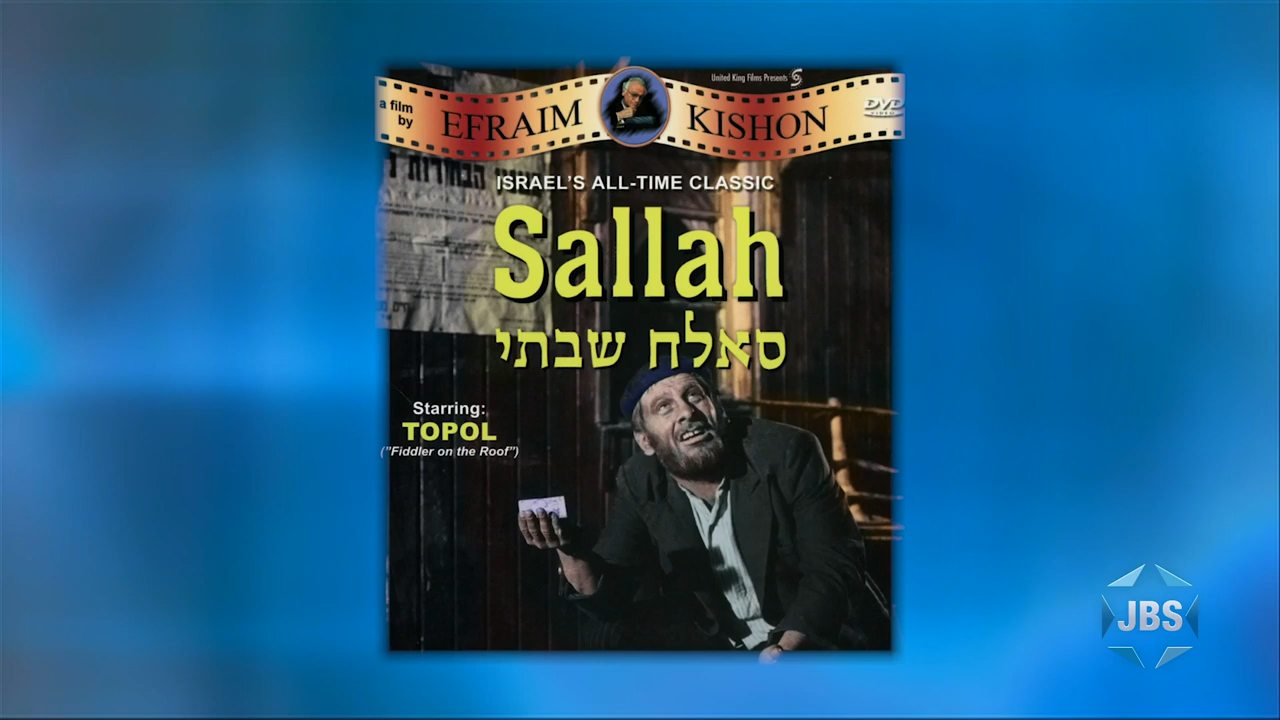 United King Films Presents
a film
by
EFRAIM KISHON
DVD
VIDEO
ISRAEL'S ALL-TIME CLASSIC
Sallah
סאלח שבתי
Starring:
TOPOL
("Fiddler on the Roof")
JBS